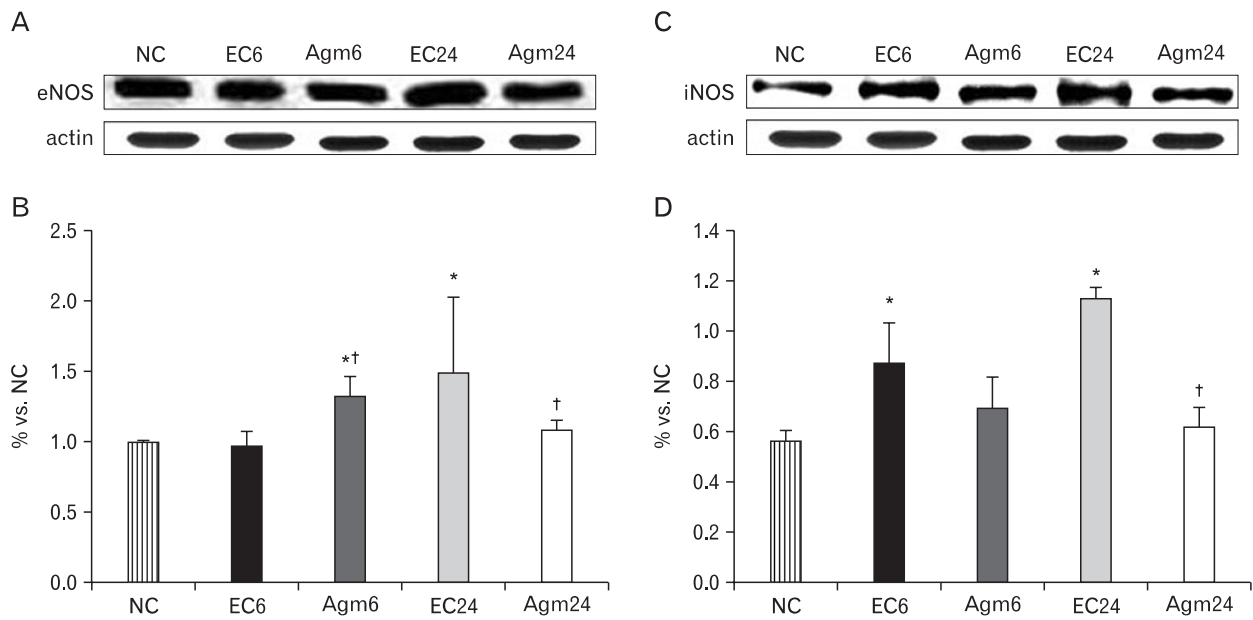 A
NC EC6 Agm6 EC24 Agm24
eNOS
actin
B
2.5
2.0
1.5
1.0
0.5
0.0
% vs. NC
*†
*
†
NC EC6 Agm6 EC24 Agm24
C
NC EC6 Agm6 EC24 Agm24
iNOS
actin
D
1.4
1.2
1.0
0.8
0.6
0.4
0.2
0.0
% vs. NC
*
*
†
NC EC6 Agm6 EC24 Agm24